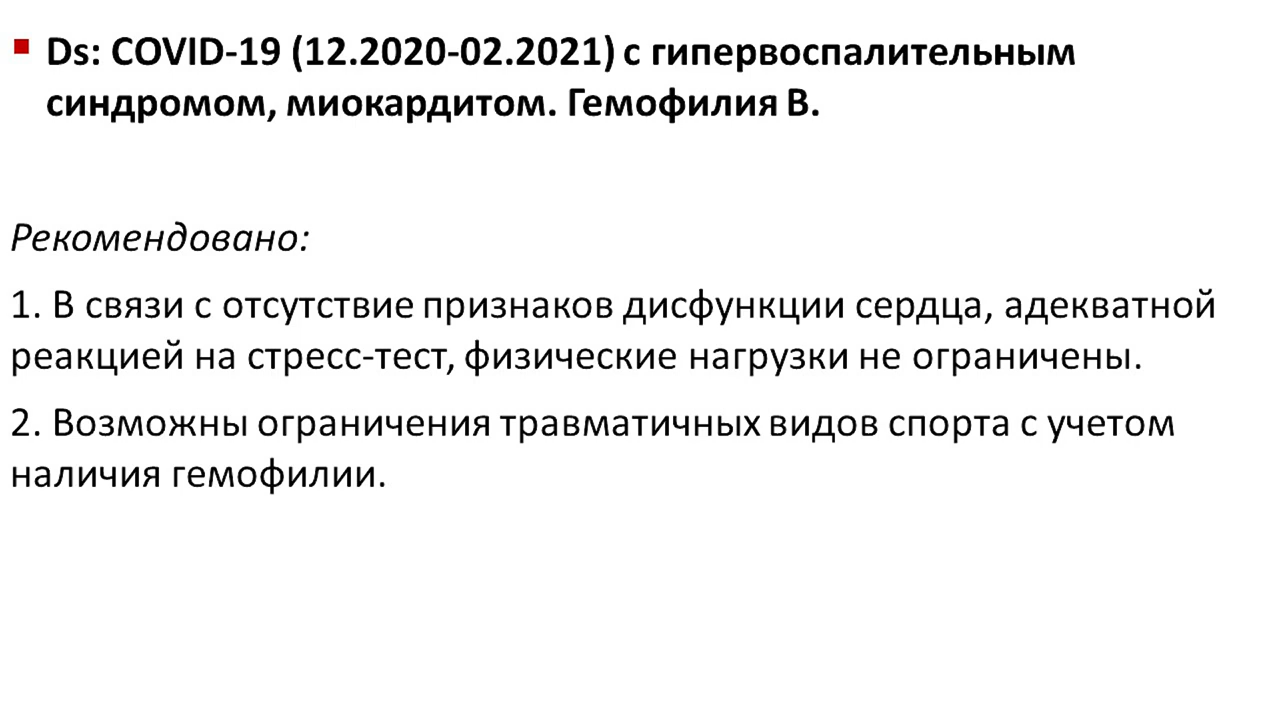 Ds: COVID-19 (12.2020-02.2021) с гипервоспалительным
синдромом, миокардитом. Гемофилия В.
Рекомендовано:
1. В связи с отсутствие признаков дисфункции сердца, адекватной
реакцией на стресс-тест, физические нагрузки не ограничены.
2. Возможны ограничения травматичных видов спорта с учетом
наличия гемофилии.